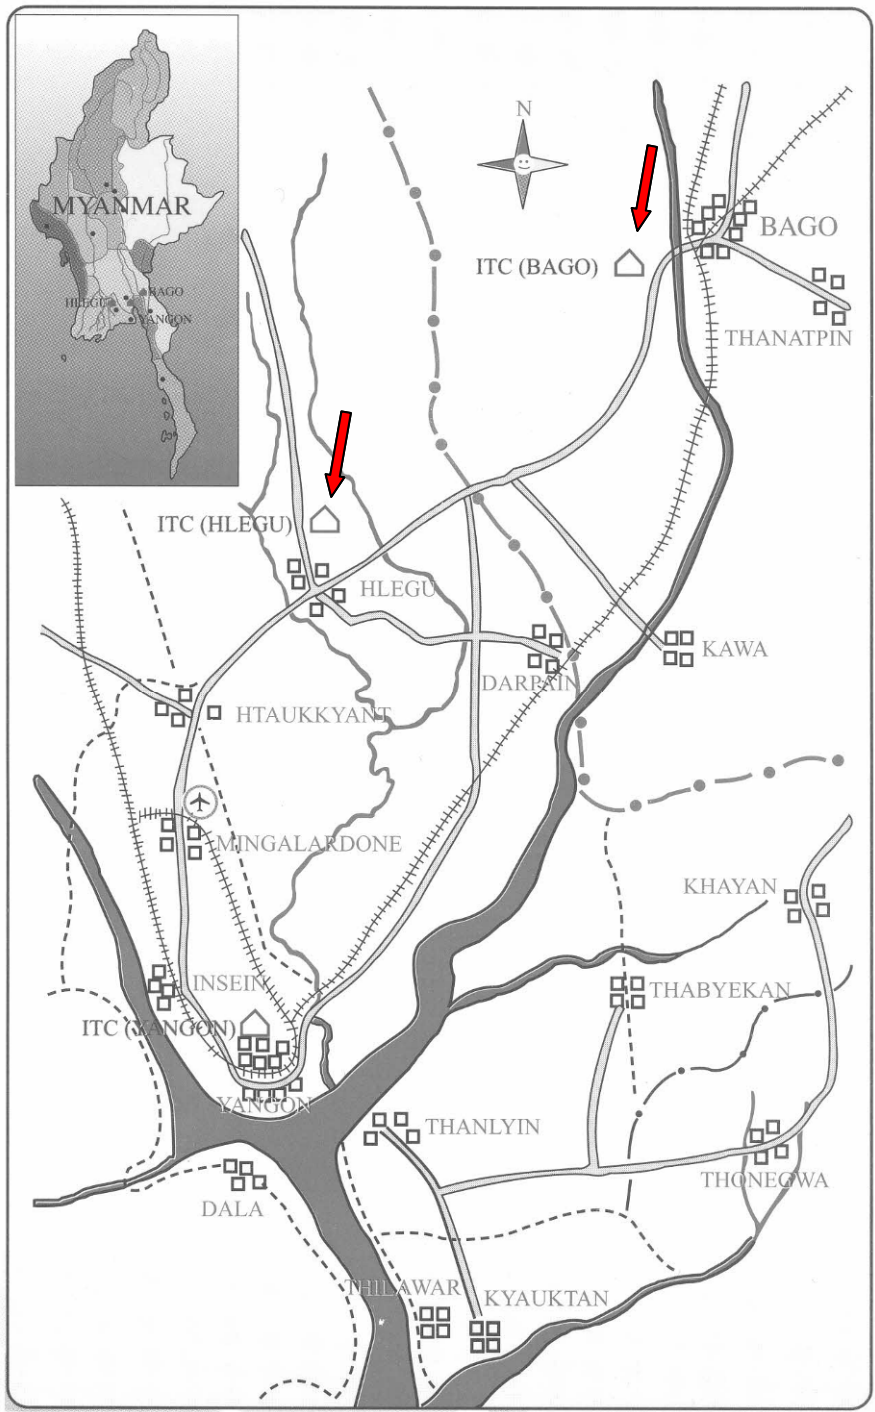 MYANMAR
HLEGU
BAGO
YANGON
N
ITC (BAGO)
BAGO
THANATPIN
ITC (HLEGU)
HLEGU
KAWA
DARPAIN
HTAUKKYANT
MINGALARDONE
KHAYAN
INSEIN
THABYEKAN
ITC (YANGON)
YANGON
THANLYIN
THONEGWA
DALA
THILAWAR
KYAUKTAN